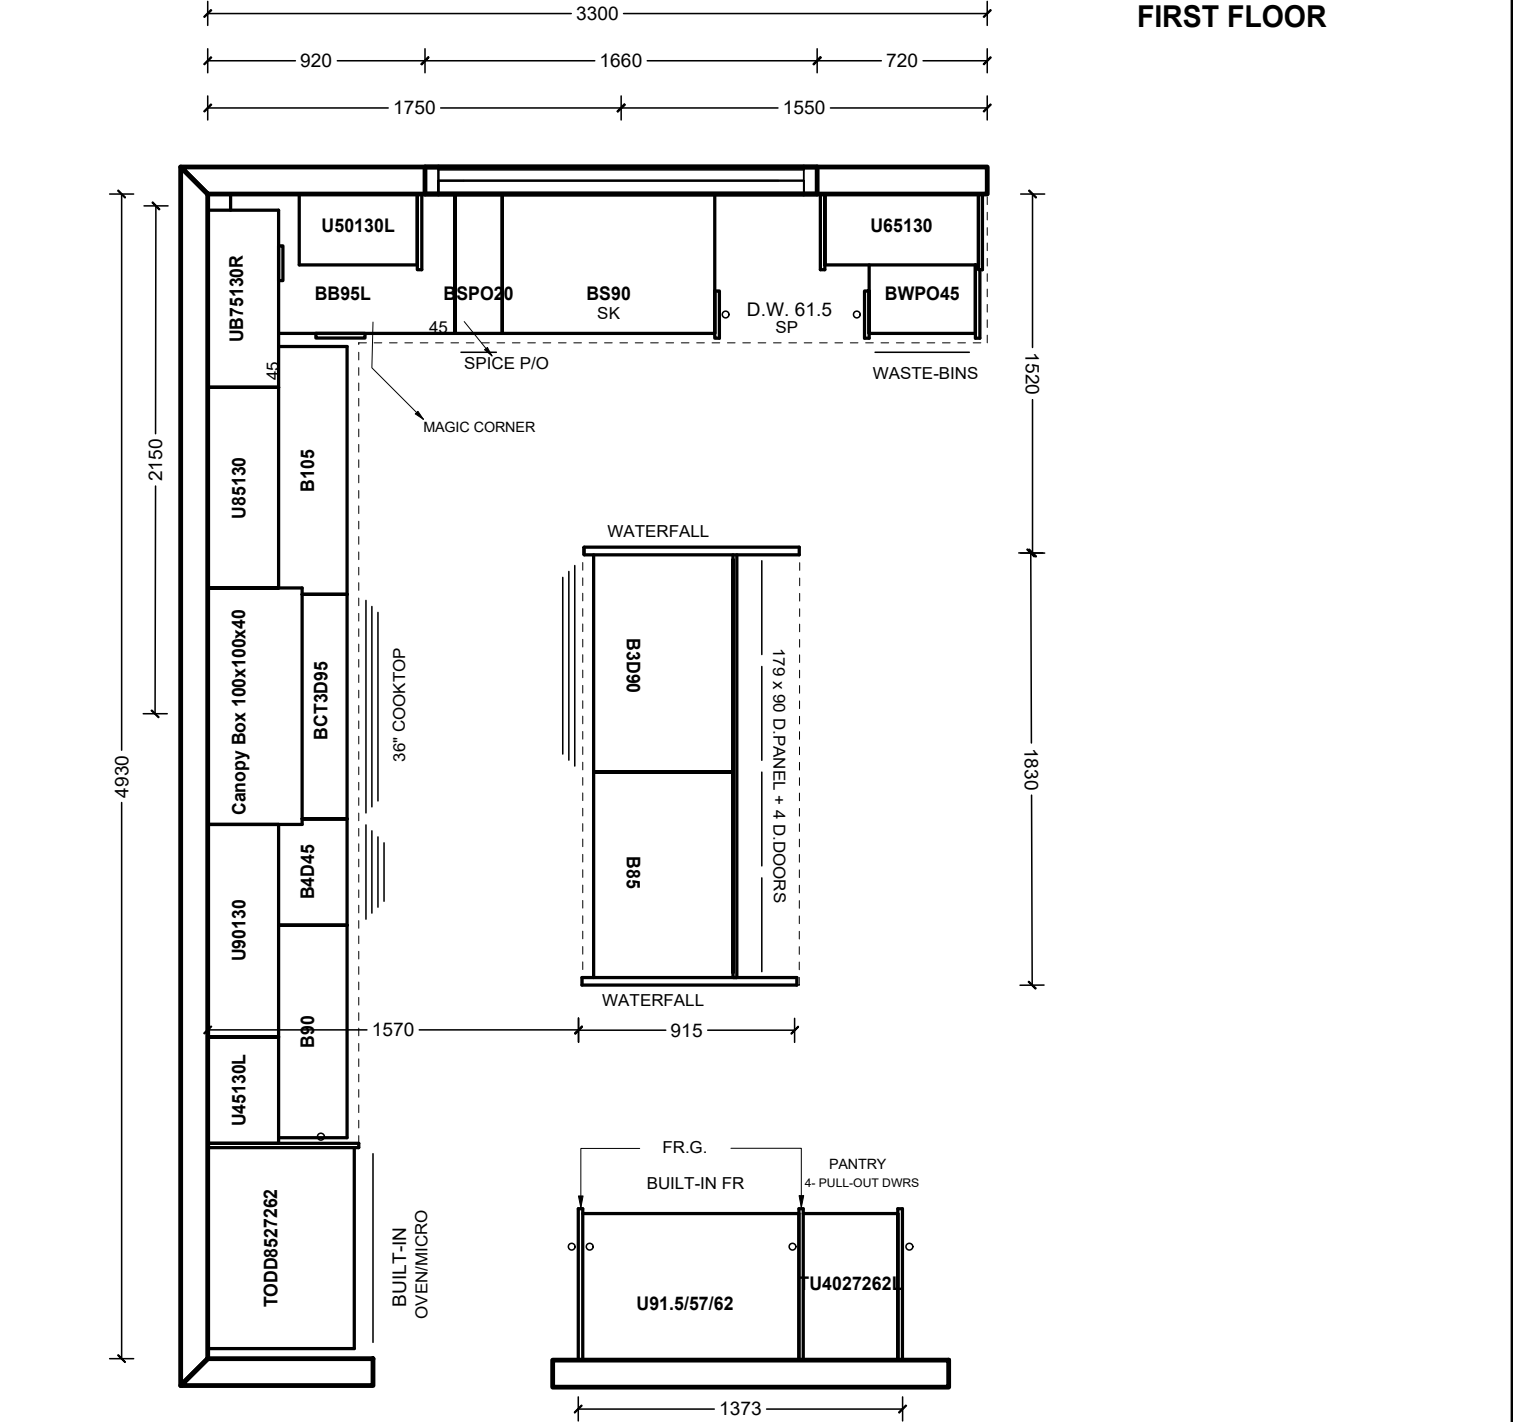 3300
FIRST FLOOR
920
1660
720
1750
1550
U50130L
U65130
UB75130R
BB95L
BSPO20
BS90
SK
D.W. 61.5
SP
BWPO45
45
45
SPICE P/O
WASTE-BINS
1520
MAGIC CORNER
2150
U85130
B105
WATERFALL
Canopy Box 100x100x40
BCT3D95
36" COOKTOP
B3D90
179 x 90 D.PANEL + 4 D.DOORS
4930
1830
B4D45
B85
U90130
WATERFALL
B90
1570
915
U45130L
FR.G.
BUILT-IN FR
PANTRY
4- PULL-OUT DWRS
TODD8527262
BUILT-IN
OVEN/MICRO
U91.5/57/62
TU4027262L
1373